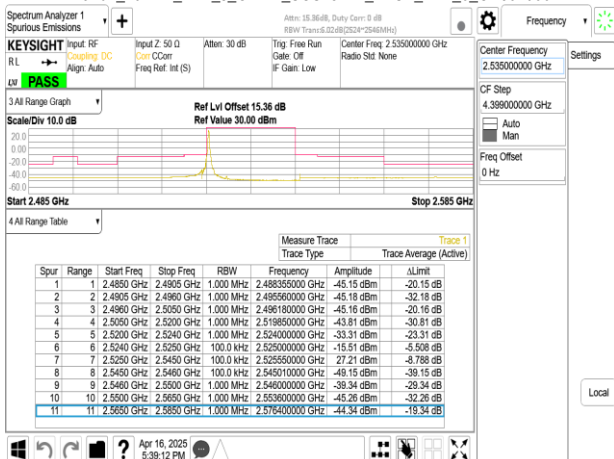 Spectrum Analyzer 1
Spurious Emissions
+
Attn: 15.36dB, Duty Corr: 0 dB
RBW Trans:6.02dB(2524~2546MHz)
Frequency
KEYSIGHT
RL
LXI PASS
Input: RF
Coupling: DC
Align: Auto
Input Z: 50 Ω
Corr CCorr
Freq Ref: Int (S)
Atten: 30 dB
Trig: Free Run
Gate: Off
IF Gain: Low
Center Freq: 2.535000000 GHz
Radio Std: None
Center Frequency
2.535000000 GHz
Settings
CF Step
4.399000000 GHz
Auto
Man
Freq Offset
0 Hz
3 All Range Graph
Scale/Div 10.0 dB
Ref Lvl Offset 15.36 dB
Ref Value 30.00 dBm
20.0
0.00
-20.0
-40.0
-60.0
Start 2.485 GHz
Stop 2.585 GHz
4 All Range Table
Measure Trace Trace 1
Trace Type Trace Average (Active)
Spur Range Start Freq Stop Freq RBW Frequency Amplitude ΔLimit
1 1 2.4850 GHz 2.4905 GHz 1.000 MHz 2.488355000 GHz -45.15 dBm -20.15 dB
2 2 2.4905 GHz 2.4960 GHz 1.000 MHz 2.495560000 GHz -45.18 dBm -32.18 dB
3 3 2.4960 GHz 2.5050 GHz 1.000 MHz 2.496180000 GHz -45.16 dBm -20.16 dB
4 4 2.5050 GHz 2.5200 GHz 1.000 MHz 2.519850000 GHz -43.81 dBm -30.81 dB
5 5 2.5200 GHz 2.5240 GHz 1.000 MHz 2.524000000 GHz -33.31 dBm -23.31 dB
6 6 2.5240 GHz 2.5250 GHz 100.0 kHz 2.525000000 GHz -15.51 dBm -5.508 dB
7 7 2.5250 GHz 2.5450 GHz 100.0 kHz 2.525550000 GHz 27.21 dBm -8.788 dB
8 8 2.5450 GHz 2.5460 GHz 100.0 kHz 2.545010000 GHz -49.15 dBm -39.15 dB
9 9 2.5460 GHz 2.5500 GHz 1.000 MHz 2.546000000 GHz -39.34 dBm -29.34 dB
10 10 2.5500 GHz 2.5650 GHz 1.000 MHz 2.553600000 GHz -45.26 dBm -32.26 dB
11 11 2.5650 GHz 2.5850 GHz 1.000 MHz 2.576400000 GHz -44.34 dBm -19.34 dB
Local
?
Apr 16, 2025
5:39:12 PM